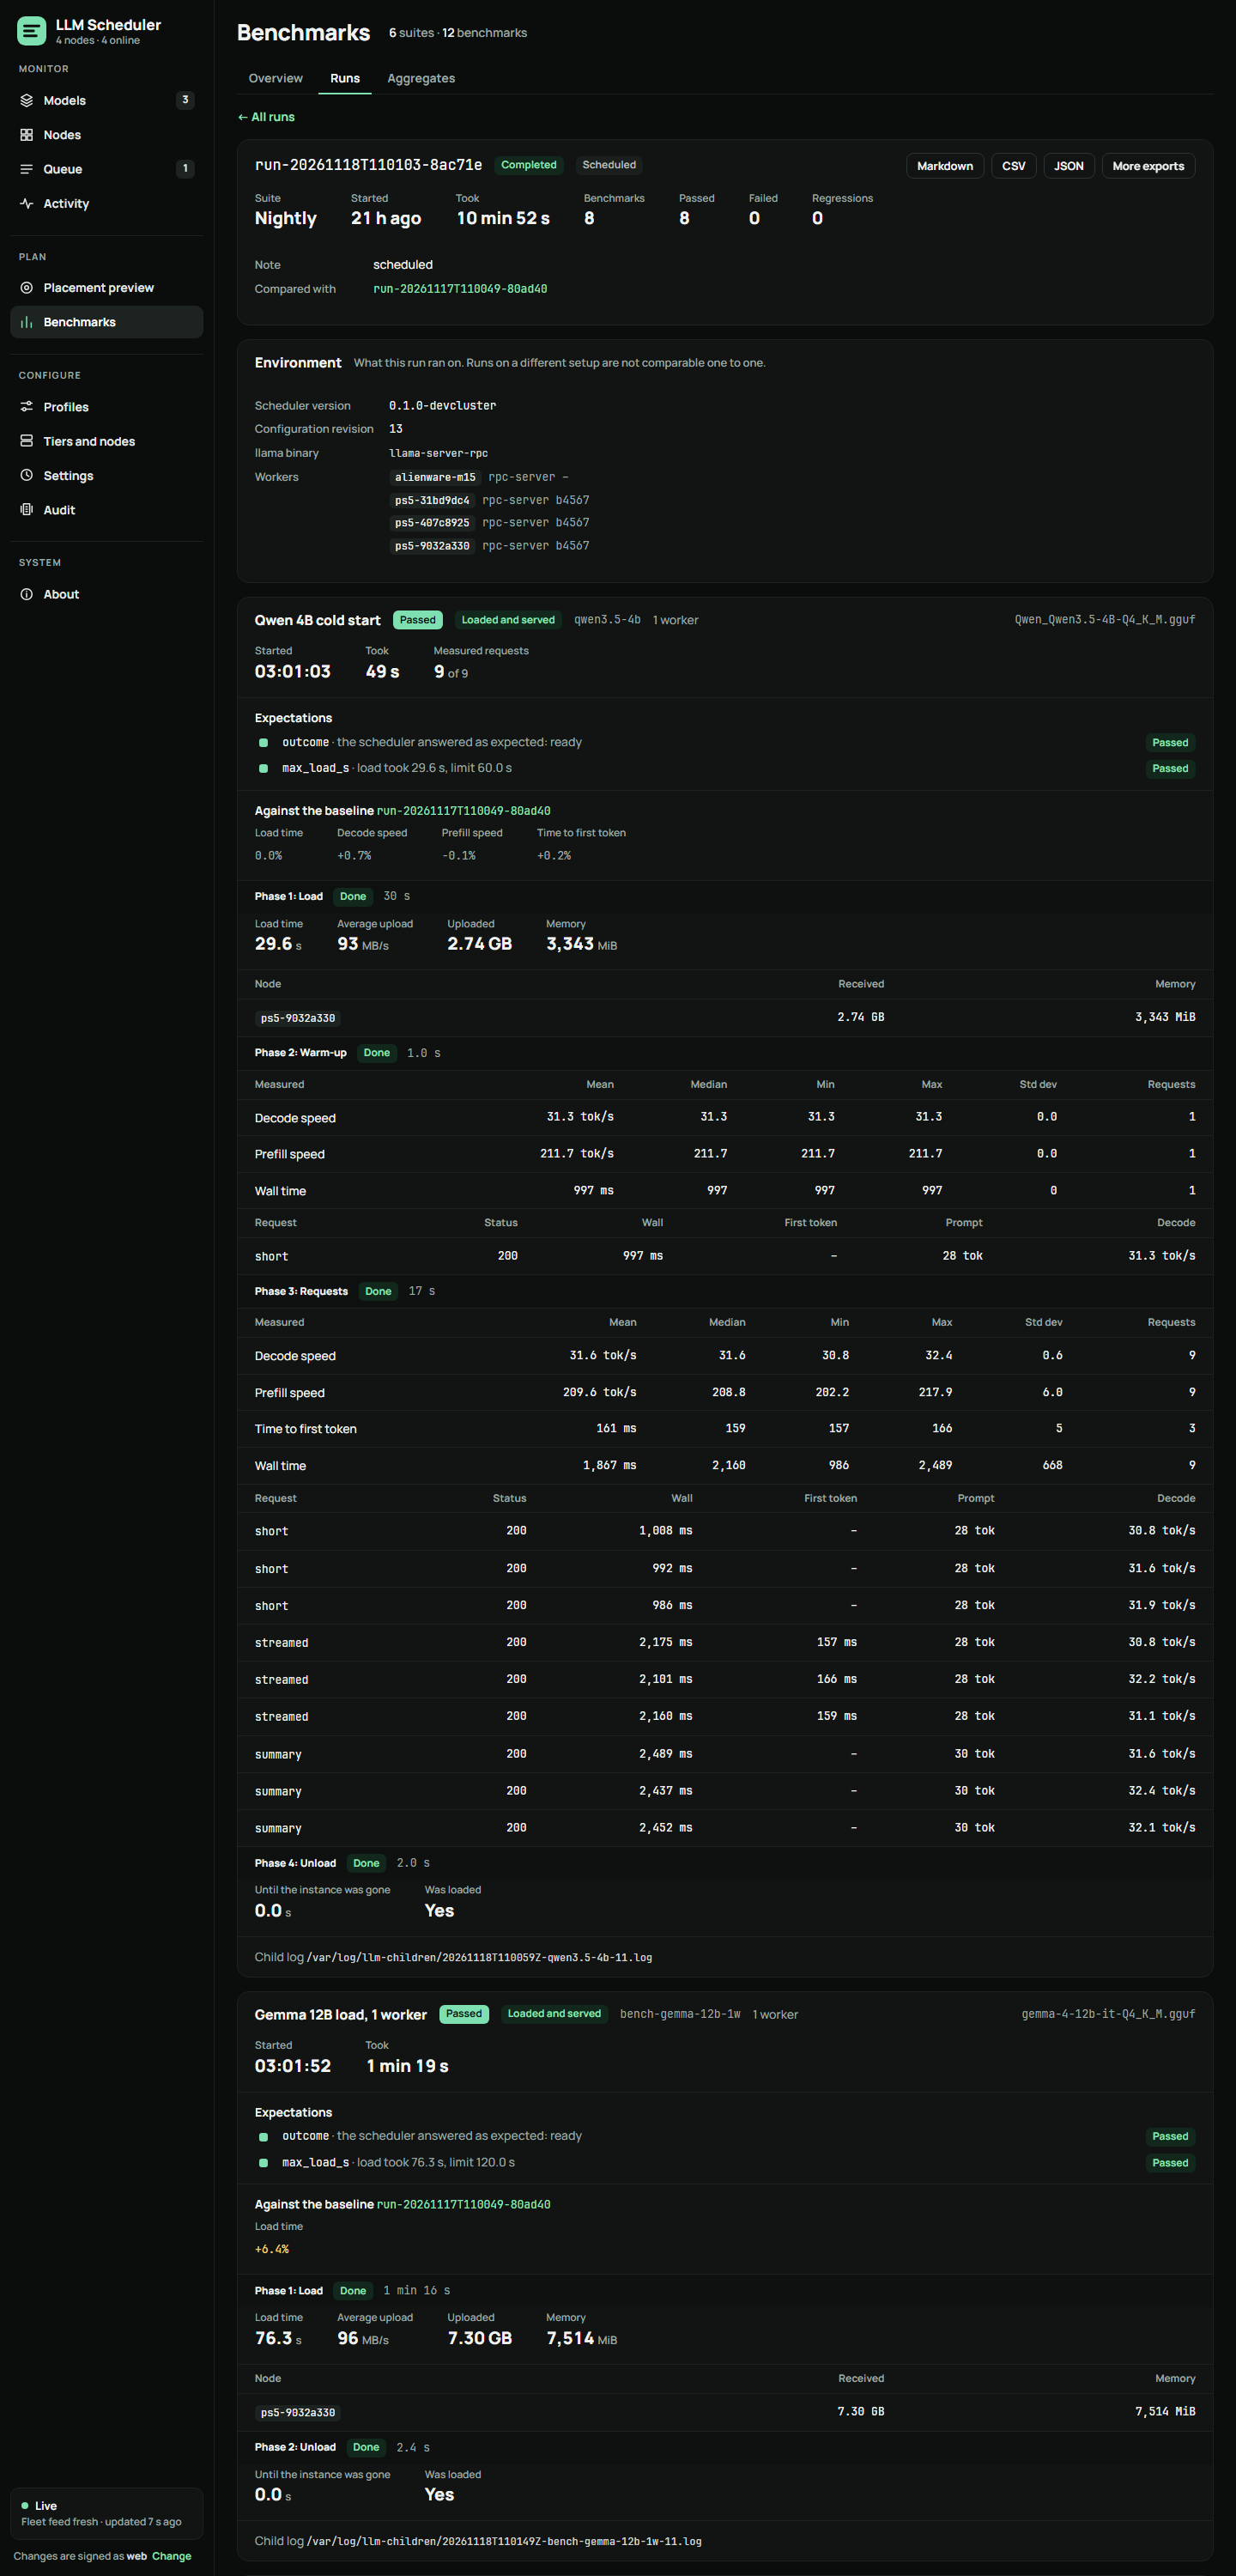 LLM Scheduler
4 nodes · 4 online
MONITOR
Models 3
Nodes
Queue 1
Activity
PLAN
Placement preview
Benchmarks
CONFIGURE
Profiles
Tiers and nodes
Settings
Audit
SYSTEM
About
Live
Fleet feed fresh · updated 7 s ago
Changes are signed as web Change
Benchmarks 6 suites · 12 benchmarks
Overview Runs Aggregates
← All runs
run-20261118T110103-8ac71e Completed Scheduled Markdown CSV JSON More exports
Suite Started Took Benchmarks Passed Failed Regressions
Nightly 21 h ago 10 min 52 s 8 8 0 0
Note scheduled
Compared with run-20261117T110049-80ad40
Environment What this run ran on. Runs on a different setup are not comparable one to one.
Scheduler version 0.1.0-devcluster
Configuration revision 13
llama binary llama-server-rpc
Workers alienware-m15 rpc-server –
ps5-31bd9dc4 rpc-server b4567
ps5-407c8925 rpc-server b4567
ps5-9032a330 rpc-server b4567
Qwen 4B cold start Passed Loaded and served qwen3.5-4b 1 worker Qwen_Qwen3.5-4B-Q4_K_M.gguf
Started Took Measured requests
03:01:03 49 s 9 of 9
Expectations
outcome · the scheduler answered as expected: ready Passed
max_load_s · load took 29.6 s, limit 60.0 s Passed
Against the baseline run-20261117T110049-80ad40
Load time Decode speed Prefill speed Time to first token
0.0% +0.7% -0.1% +0.2%
Phase 1: Load Done 30 s
Load time Average upload Uploaded Memory
29.6 s 93 MB/s 2.74 GB 3,343 MiB
Node Received Memory
ps5-9032a330 2.74 GB 3,343 MiB
Phase 2: Warm-up Done 1.0 s
Measured Mean Median Min Max Std dev Requests
Decode speed 31.3 tok/s 31.3 31.3 31.3 0.0 1
Prefill speed 211.7 tok/s 211.7 211.7 211.7 0.0 1
Wall time 997 ms 997 997 997 0 1
Request Status Wall First token Prompt Decode
short 200 997 ms – 28 tok 31.3 tok/s
Phase 3: Requests Done 17 s
Measured Mean Median Min Max Std dev Requests
Decode speed 31.6 tok/s 31.6 30.8 32.4 0.6 9
Prefill speed 209.6 tok/s 208.8 202.2 217.9 6.0 9
Time to first token 161 ms 159 157 166 5 3
Wall time 1,867 ms 2,160 986 2,489 668 9
Request Status Wall First token Prompt Decode
short 200 1,008 ms – 28 tok 30.8 tok/s
short 200 992 ms – 28 tok 31.6 tok/s
short 200 986 ms – 28 tok 31.9 tok/s
streamed 200 2,175 ms 157 ms 28 tok 30.8 tok/s
streamed 200 2,101 ms 166 ms 28 tok 32.2 tok/s
streamed 200 2,160 ms 159 ms 28 tok 31.1 tok/s
summary 200 2,489 ms – 30 tok 31.6 tok/s
summary 200 2,437 ms – 30 tok 32.4 tok/s
summary 200 2,452 ms – 30 tok 32.1 tok/s
Phase 4: Unload Done 2.0 s
Until the instance was gone Was loaded
0.0 s Yes
Child log /var/log/llm-children/20261118T110059Z-qwen3.5-4b-11.log
Gemma 12B load, 1 worker Passed Loaded and served bench-gemma-12b-1w 1 worker gemma-4-12b-it-Q4_K_M.gguf
Started Took
03:01:52 1 min 19 s
Expectations
outcome · the scheduler answered as expected: ready Passed
max_load_s · load took 76.3 s, limit 120.0 s Passed
Against the baseline run-20261117T110049-80ad40
Load time
+6.4%
Phase 1: Load Done 1 min 16 s
Load time Average upload Uploaded Memory
76.3 s 96 MB/s 7.30 GB 7,514 MiB
Node Received Memory
ps5-9032a330 7.30 GB 7,514 MiB
Phase 2: Unload Done 2.4 s
Until the instance was gone Was loaded
0.0 s Yes
Child log /var/log/llm-children/20261118T110149Z-bench-gemma-12b-1w-11.log